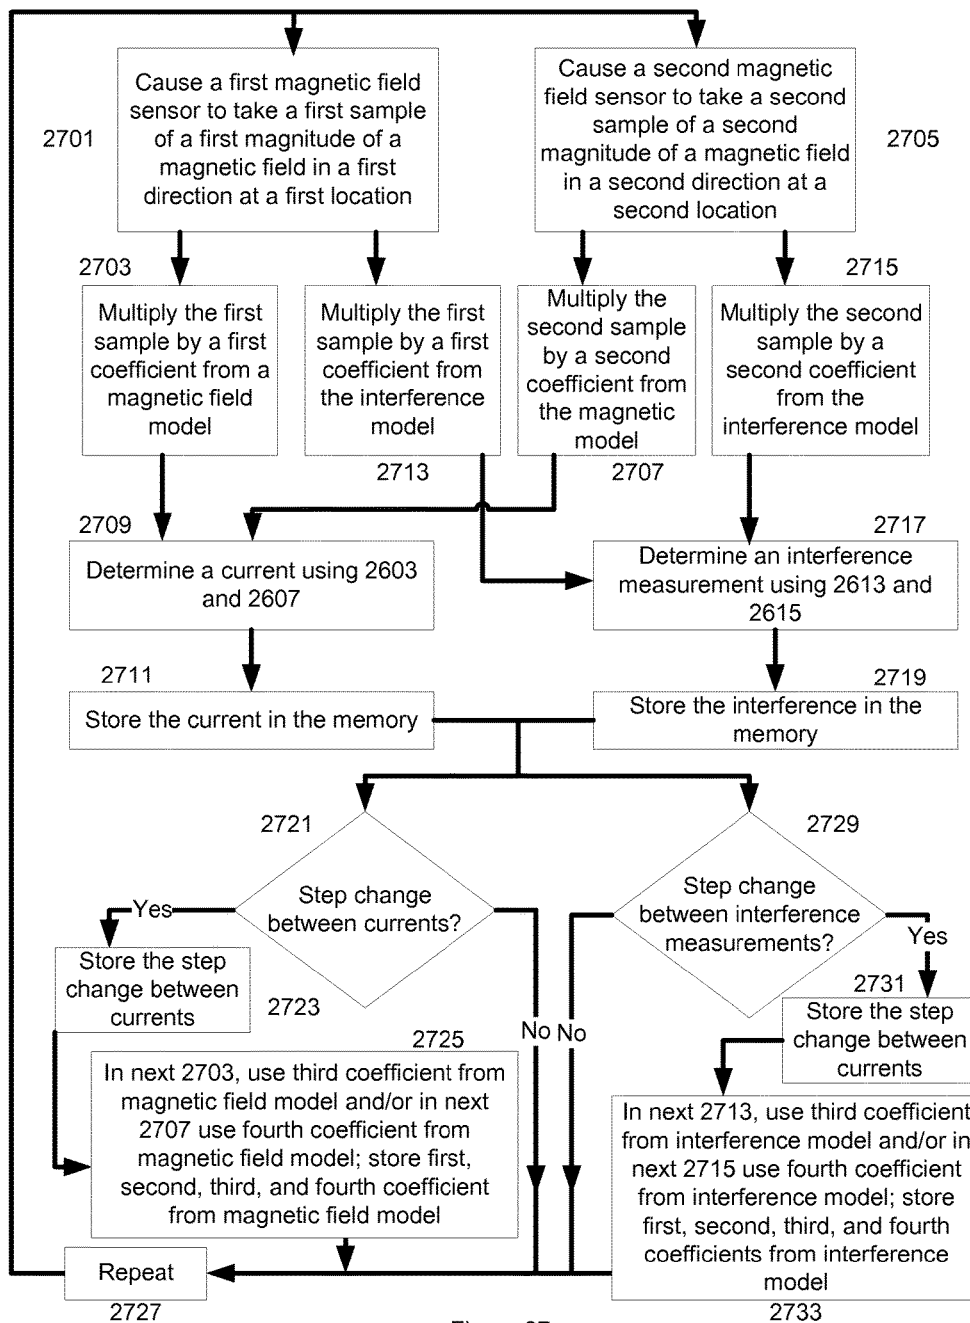 Cause a first magnetic field
sensor to take a first sample
of a first magnitude of a
magnetic field in a first
direction at a first location
2701
Cause a second magnetic
field sensor to take a second
sample of a second
magnitude of a magnetic field
in a second direction at a
second location
2705
2703
Multiply the first
sample by a first
coefficient from a
magnetic field
model
Multiply the first
sample by a first
coefficient from
the interference
model
2713
Multiply the
second sample
by a second
coefficient from
the magnetic
model
2707
2715
Multiply the second
sample by a
second coefficient
from the
interference model
2709
Determine a current using 2603
and 2607
2717
Determine an interference
measurement using 2613 and
2615
2711
Store the current in the memory
2719
Store the interference in the
memory
2721
Step change
between currents?
2729
Step change
between interference
measurements?
Yes
Store the step
change between
currents
2723
No
No
Yes
2731
Store the step
change between
currents
2725
In next 2703, use third coefficient from
magnetic field model and/or in next
2707 use fourth coefficient from
magnetic field model; store first,
second, third, and fourth coefficient
from magnetic field model
In next 2713, use third coefficient
from interference model and/or in
next 2715 use fourth coefficient
from interference model; store
first, second, third, and fourth
coefficients from interference
model
2733
Repeat
2727